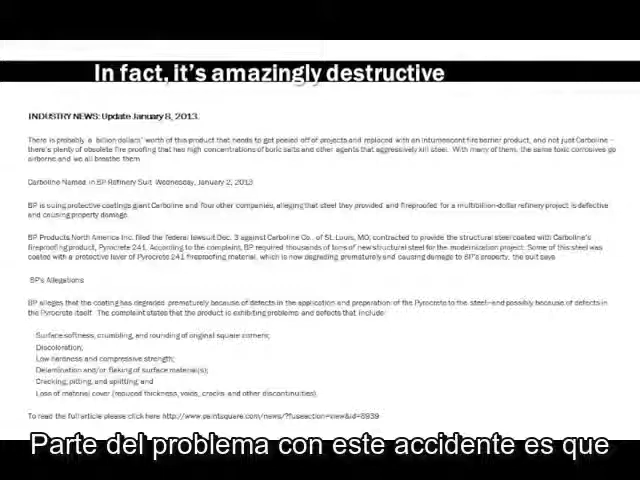 In fact, it's amazingly destructive
INDUSTRY NEWS: Update January 8, 2013.
There is probably a billion dollars' worth of this product that needs to get peeled off of projects and replaced with an intumescent fire barrier product, and not just Carboline –
there's plenty of obsolete fire proofing that has high concentrations of boric salts and other agents that aggressively kill steel. With many of them, the same toxic corrosives go
airborne and we all breathe them
Carboline Named in BP Refinery Suit Wednesday, January 2, 2013
BP is suing protective coatings giant Carboline and four other companies, alleging that steel they provided and fireproofed for a multibillion-dollar refinery project is defective
and causing property damage.
BP Products North America Inc. filed the federal lawsuit Dec. 3 against Carboline Co., of St. Louis, MO, contracted to provide the structural steel coated with Carboline's
fireproofing product, Pyrocrete 241. According to the complaint, BP required thousands of tons of new structural steel for the modernization project. Some of this steel was
coated with a protective layer of Pyrocrete 241 fireproofing material, which is now degrading prematurely and causing damage to BP's property, the suit says.
BP's Allegations
BP alleges that the coating has degraded prematurely because of defects in the application and preparation of the Pyrocrete to the steel—and possibly because of defects in
the Pyrocrete itself. The complaint states that the product is exhibiting problems and defects that include:
Surface softness, crumbling, and rounding of original square corners;
Discoloration;
Low hardness and compressive strength;
Delamination and/or flaking of surface material(s);
Cracking, pitting, and splitting; and
Loss of material cover (reduced thickness, voids, cracks and other discontinuities).
To read the full article please click here http://www.paintsquare.com/news/?fuseaction=view&id=8939
Parte del problema con este accidente es que